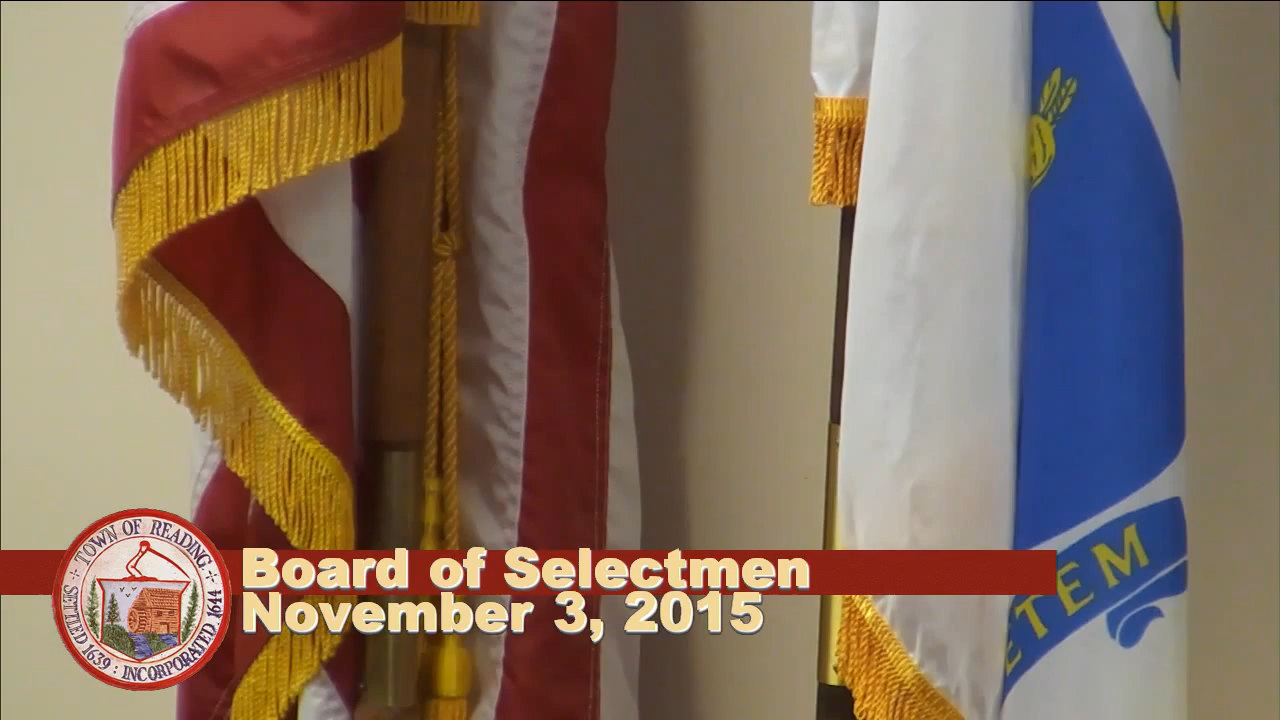 TOWN OF READING
SETTLED 1639 : INCORPORATED 1644
Board of Selectmen
November 3, 2015
ETEM